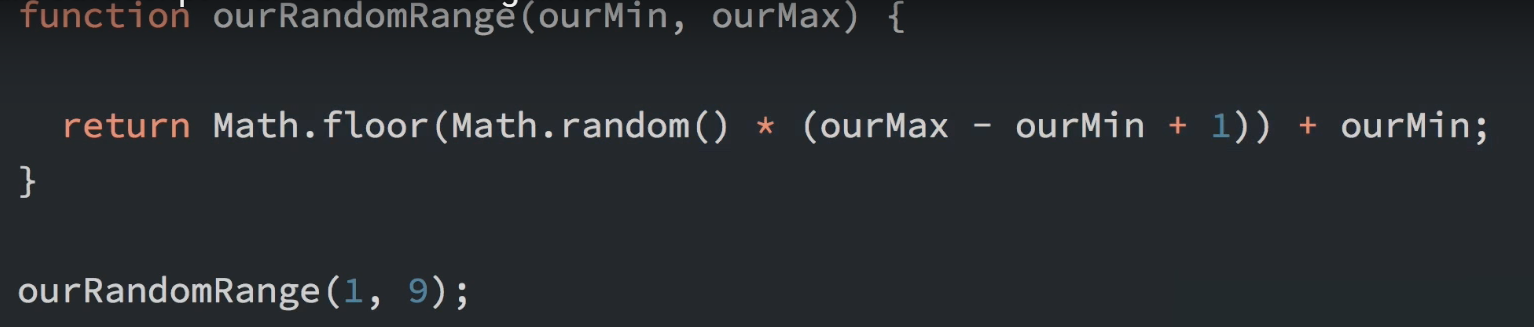 function ourRandomRange(ourMin, ourMax) {
return Math.floor(Math.random() * (ourMax - ourMin + 1)) + ourMin;
}
ourRandomRange(1, 9);